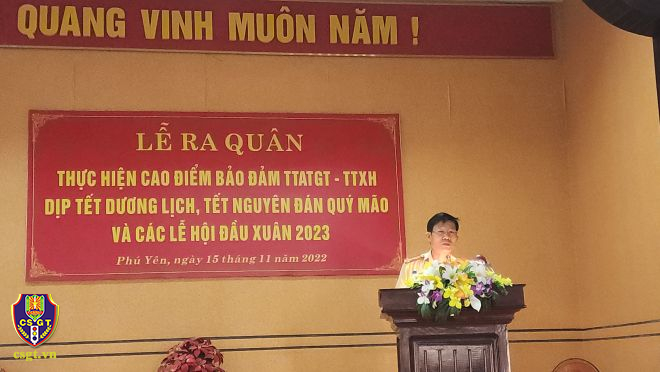 QUANG VINH MUÔN NĂM !
LỄ RA QUÂN
THỰC HIỆN CAO ĐIỂM BẢO ĐẢM TTATGT - TTXH
DỊP TẾT DƯƠNG LỊCH, TẾT NGUYÊN ĐÁN QUÝ MÃO
VÀ CÁC LỄ HỘI ĐẦU XUÂN 2023
Phú Yên, ngày 15 tháng 11 năm 2022
CSGT
csgt.vn